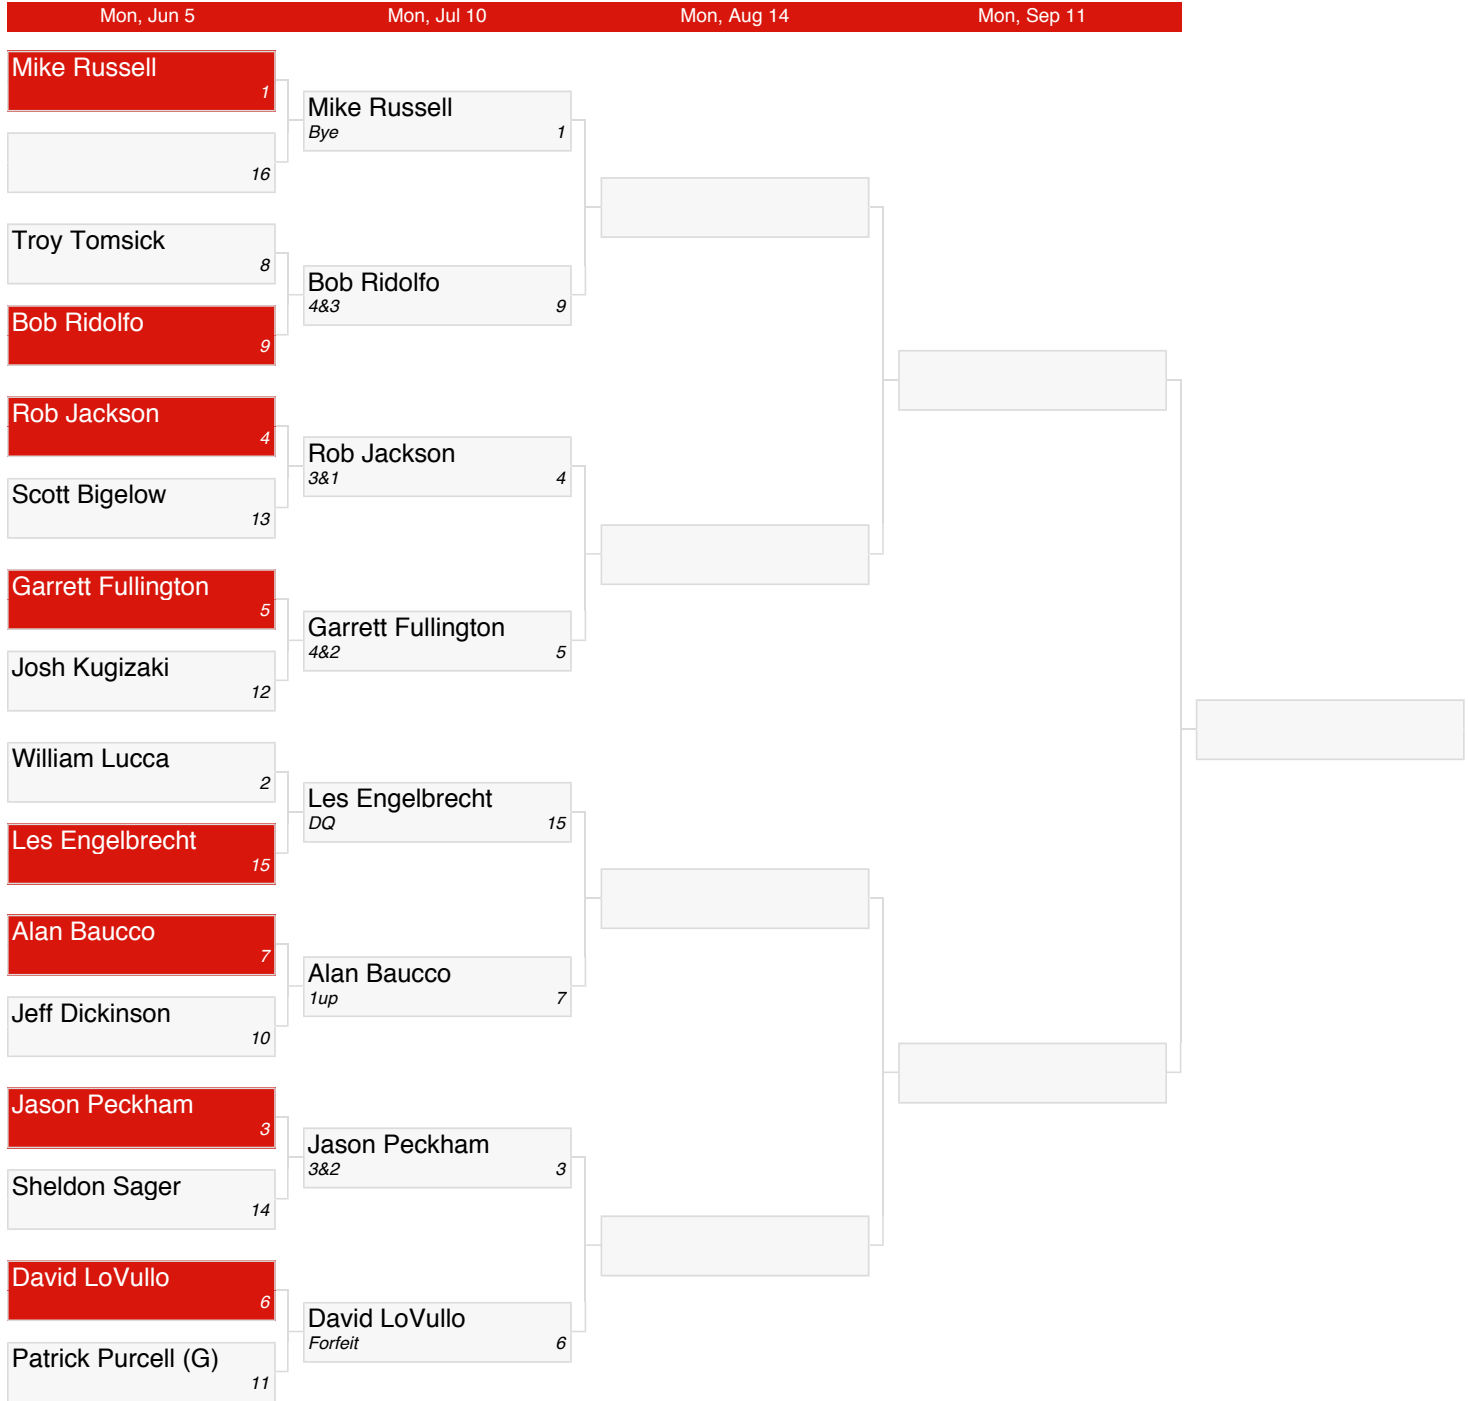 Mon, Jun 5
Mon, Jul 10
Mon, Aug 14
Mon, Sep 11
Mike Russell
1
16
Troy Tomsick
8
Bob Ridolfo
9
Rob Jackson
4
Scott Bigelow
13
Garrett Fullington
5
Josh Kugizaki
12
William Lucca
2
Les Engelbrecht
15
Alan Baucco
7
Jeff Dickinson
10
Jason Peckham
3
Sheldon Sager
14
David LoVullo
6
Patrick Purcell (G)
11
Mike Russell
Bye 1
Bob Ridolfo
4&3 9
Rob Jackson
3&1 4
Garrett Fullington
4&2 5
Les Engelbrecht
DQ 15
Alan Baucco
1up 7
Jason Peckham
3&2 3
David LoVullo
Forfeit 6